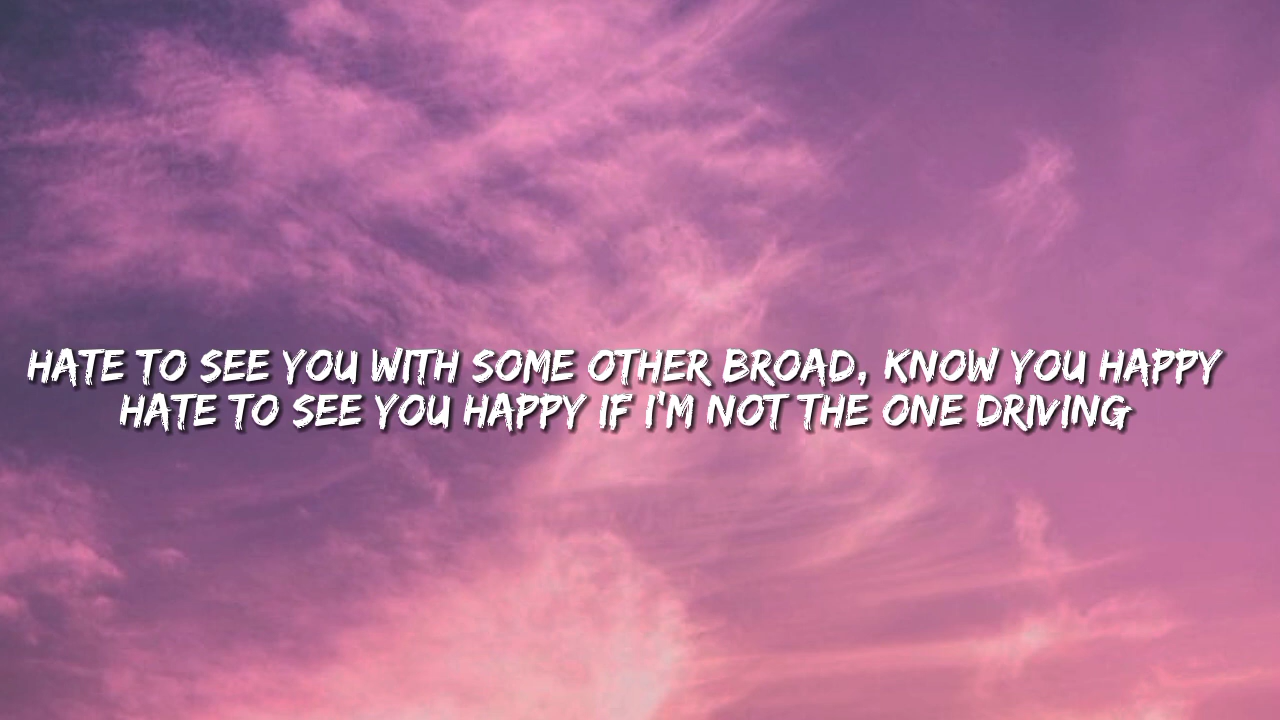 HATE TO SEE YOU WITH SOME OTHER BROAD, KNOW YOU HAPPY
HATE TO SEE YOU HAPPY IF I'M NOT THE ONE DRIVING